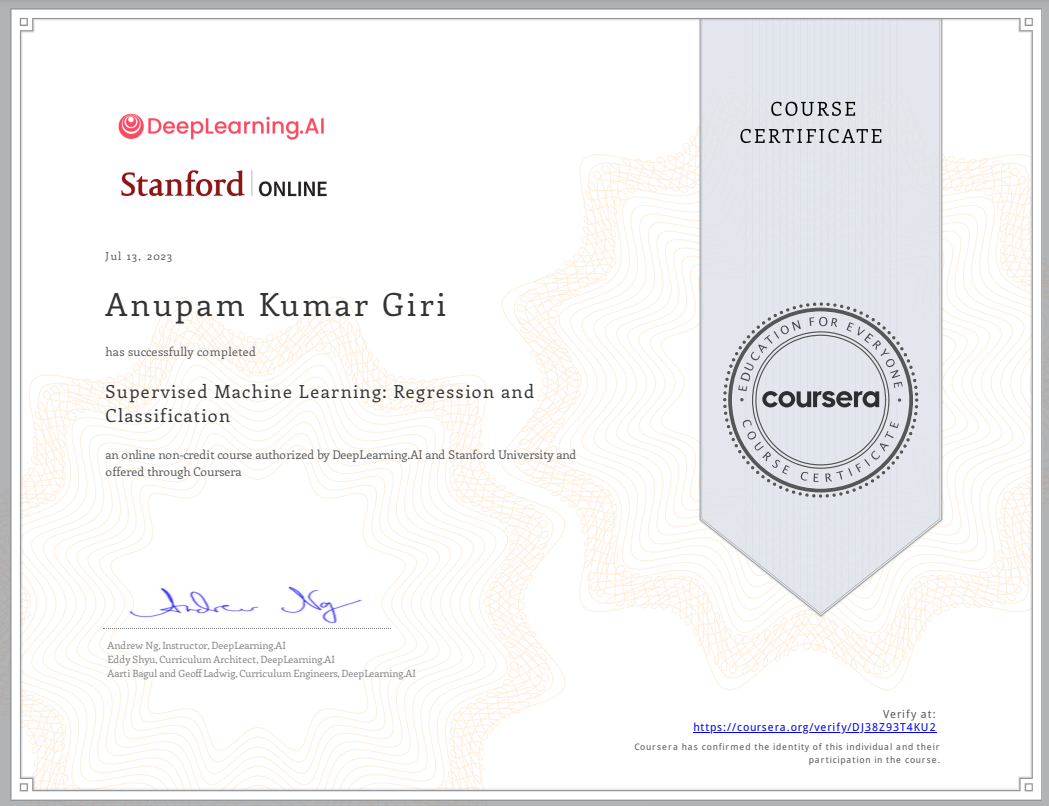 DeepLearning.AI
Stanford ONLINE
Jul 13, 2023
Anupam Kumar Giri
has successfully completed
Supervised Machine Learning: Regression and
Classification
an online non-credit course authorized by DeepLearning.AI and Stanford University and
offered through Coursera
Andrew Ng
Andrew Ng, Instructor, DeepLearning.AI
Eddy Shyu, Curriculum Architect, DeepLearning.AI
Aarti Bagul and Geoff Ladwig, Curriculum Engineers, DeepLearning.AI
COURSE
CERTIFICATE
EDUCATION FOR EVERYONE
coursera
COURSE CERTIFICATE
Verify at:
https://coursera.org/verify/DJ38Z93T4KU2
Coursera has confirmed the identity of this individual and their
participation in the course.